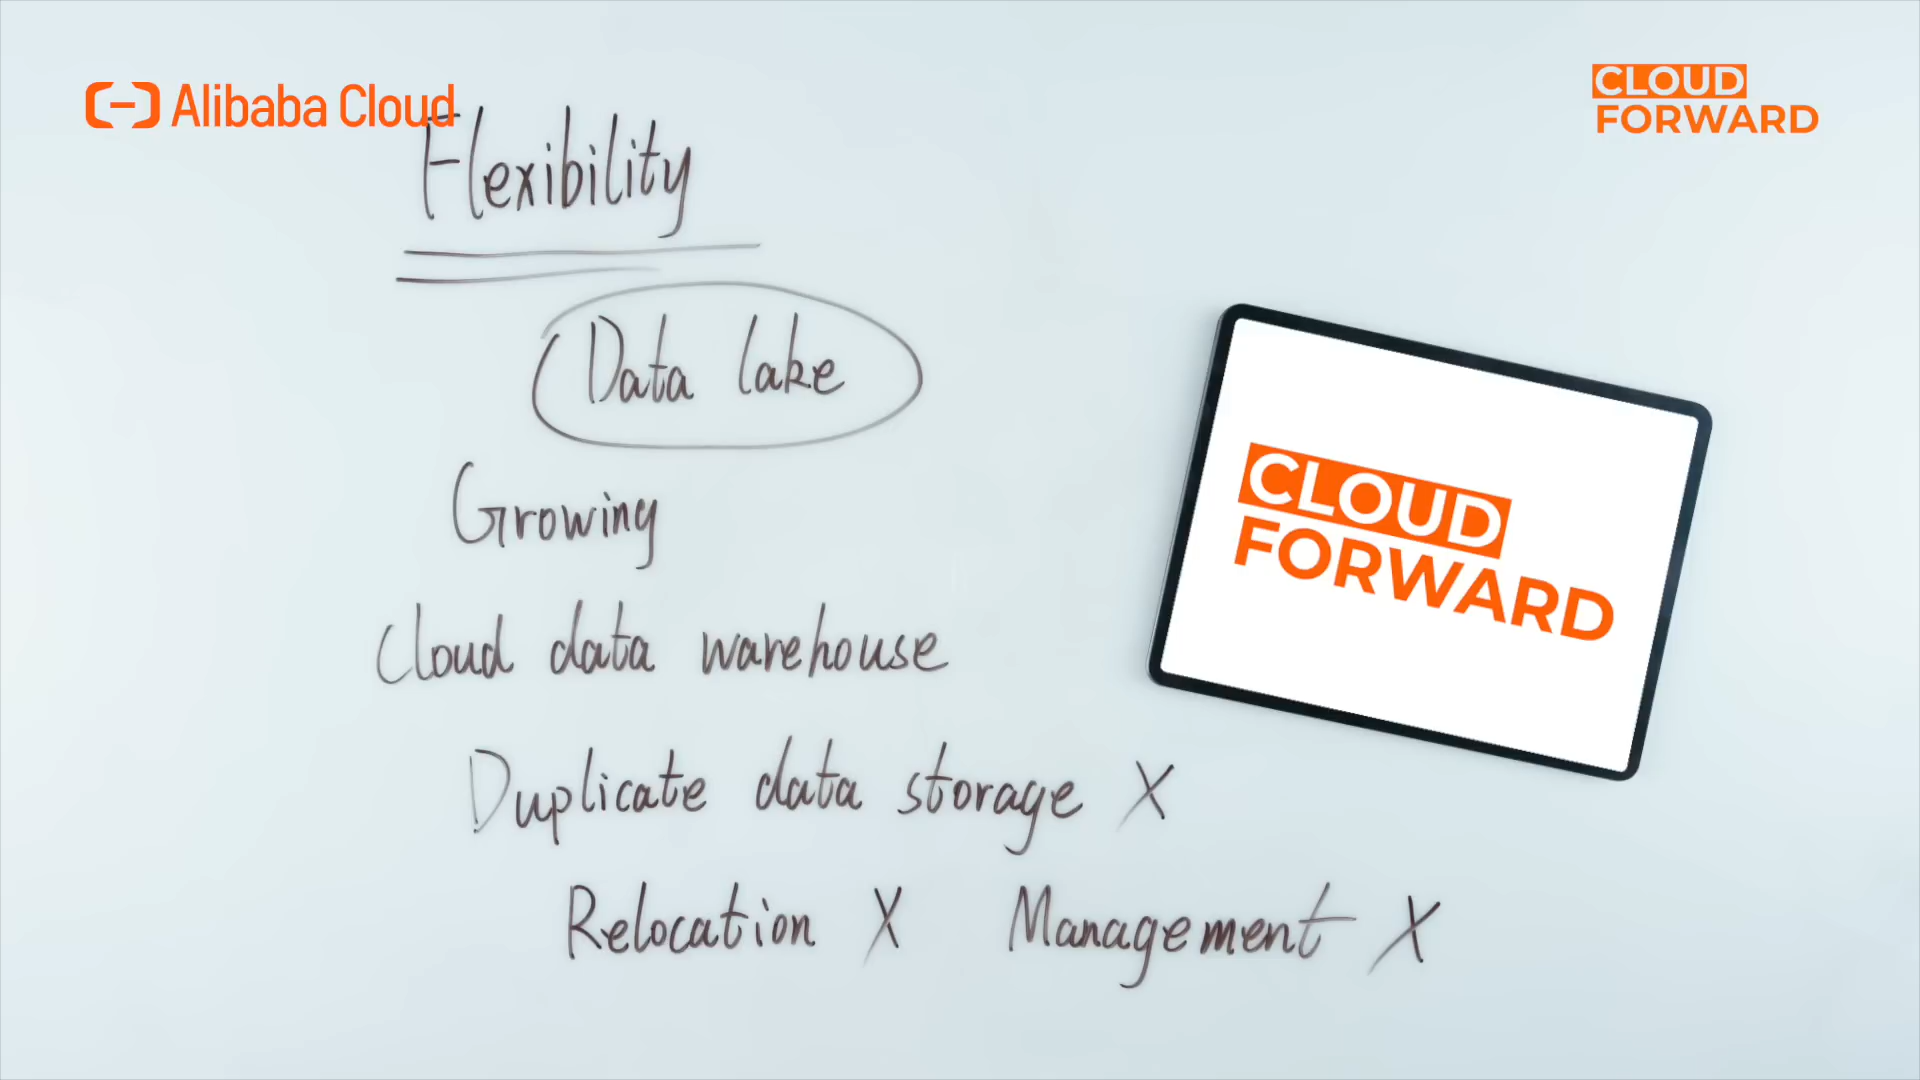 Alibaba Cloud
CLOUD
FORWARD
Flexibility
Data lake
Growing
CLOUD
FORWARD
Cloud data warehouse
Duplicate data storage X
Relocation X Management X